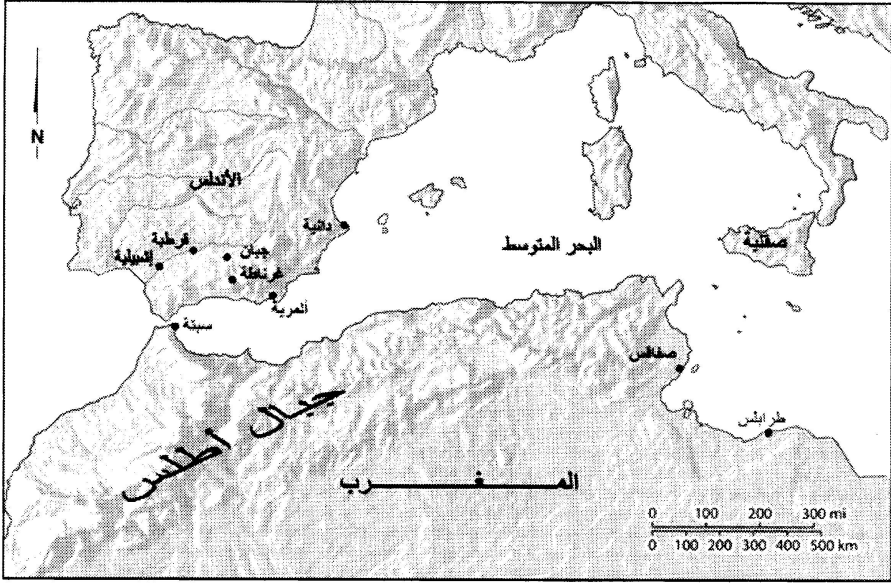 N
الأندلس
دانية
قرطبة
جيان
إشبيلية
غرناطة
المرية
سبتة
البحر المتوسط
صقلية
صفاقس
طرابلس
جبال أطلس
المغرب
0 100 200 300 mi
0 100 200 300 400 500 km